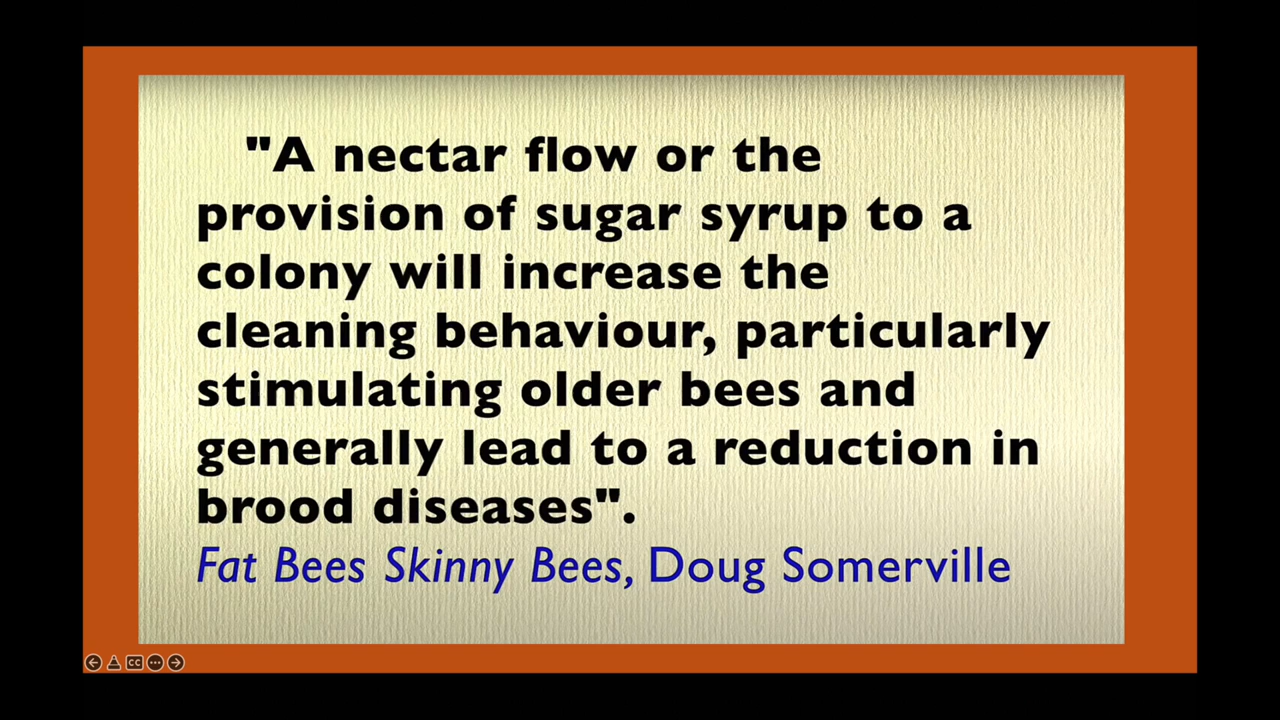 "A nectar flow or the
provision of sugar syrup to a
colony will increase the
cleaning behaviour, particularly
stimulating older bees and
generally lead to a reduction in
brood diseases".
Fat Bees Skinny Bees, Doug Somerville
CC